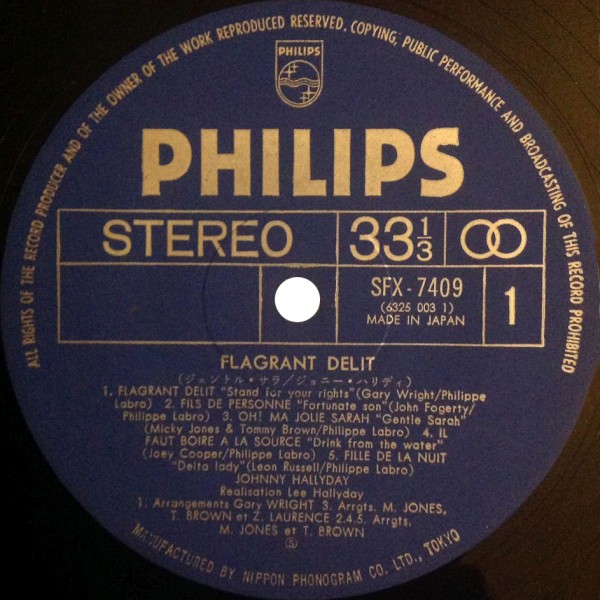 ALL RIGHTS OF THE RECORD PRODUCER AND OF THE OWNER OF THE WORK REPRODUCED RESERVED. COPYING, PUBLIC PERFORMANCE AND BROADCASTING OF THIS RECORD PROHIBITED
PHILIPS
PHILIPS
STEREO
33 1/3
SFX-7409
(6325 003 1)
MADE IN JAPAN
1
FLAGRANT DELIT
(ジェントル・サラ/ジョニー・ハリディ)
1. FLAGRANT DELIT "Stand for your rights"(Gary Wright/Philippe
Labro) 2. FILS DE PERSONNE "Fortunate son"(John Fogerty/
Philippe Labro) 3. OH! MA JOLIE SARAH "Gentle Sarah"
(Micky Jones & Tommy Brown/Philippe Labro) 4. IL
FAUT BOIRE A LA SOURCE "Drink from the water"
(Joey Cooper/Philippe Labro) 5. FILLE DE LA NUIT
"Delta lady"(Leon Russell/Philippe Labro)
JOHNNY HALLYDAY
Realisation Lee Hallyday
1. Arrangements Gary WRIGHT 3. Arrgts. M. JONES,
T. BROWN et Z. LAURENCE 2.4.5. Arrgts.
M. JONES et T. BROWN
MANUFACTURED BY NIPPON PHONOGRAM CO. LTD., TOKYO